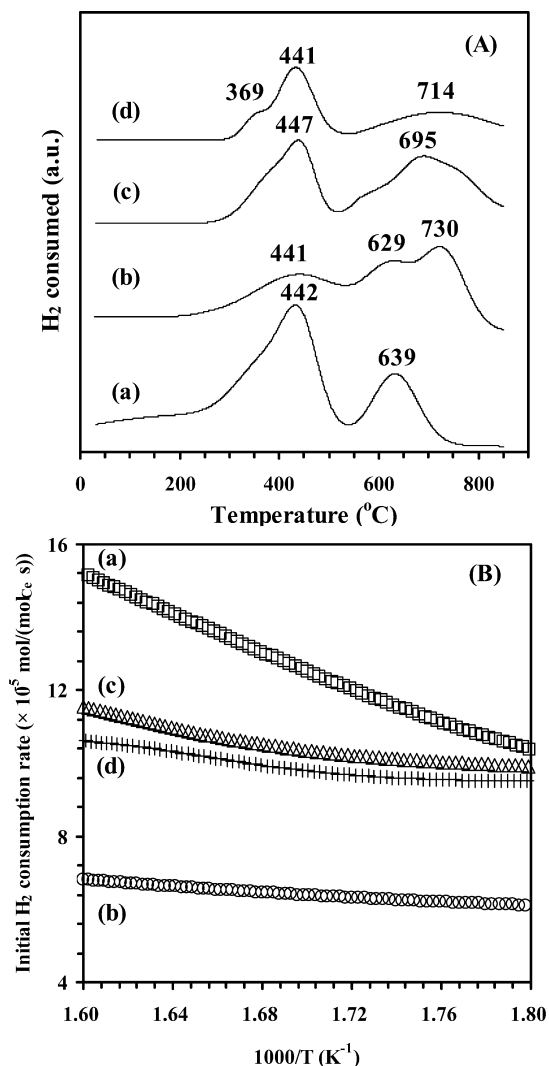 (A)
441
369
714
(d)
447
695
(c)
441
629
730
(b)
442
639
(a)
H2 consumed (a.u.)
0 200 400 600 800
Temperature (°C)
16
(a)
(B)
12
(c)
(d)
8
(b)
4
Initial H2 consumption rate (× 10^5 mol/(molCe s))
1.60 1.64 1.68 1.72 1.76 1.80
1000/T (K^-1)